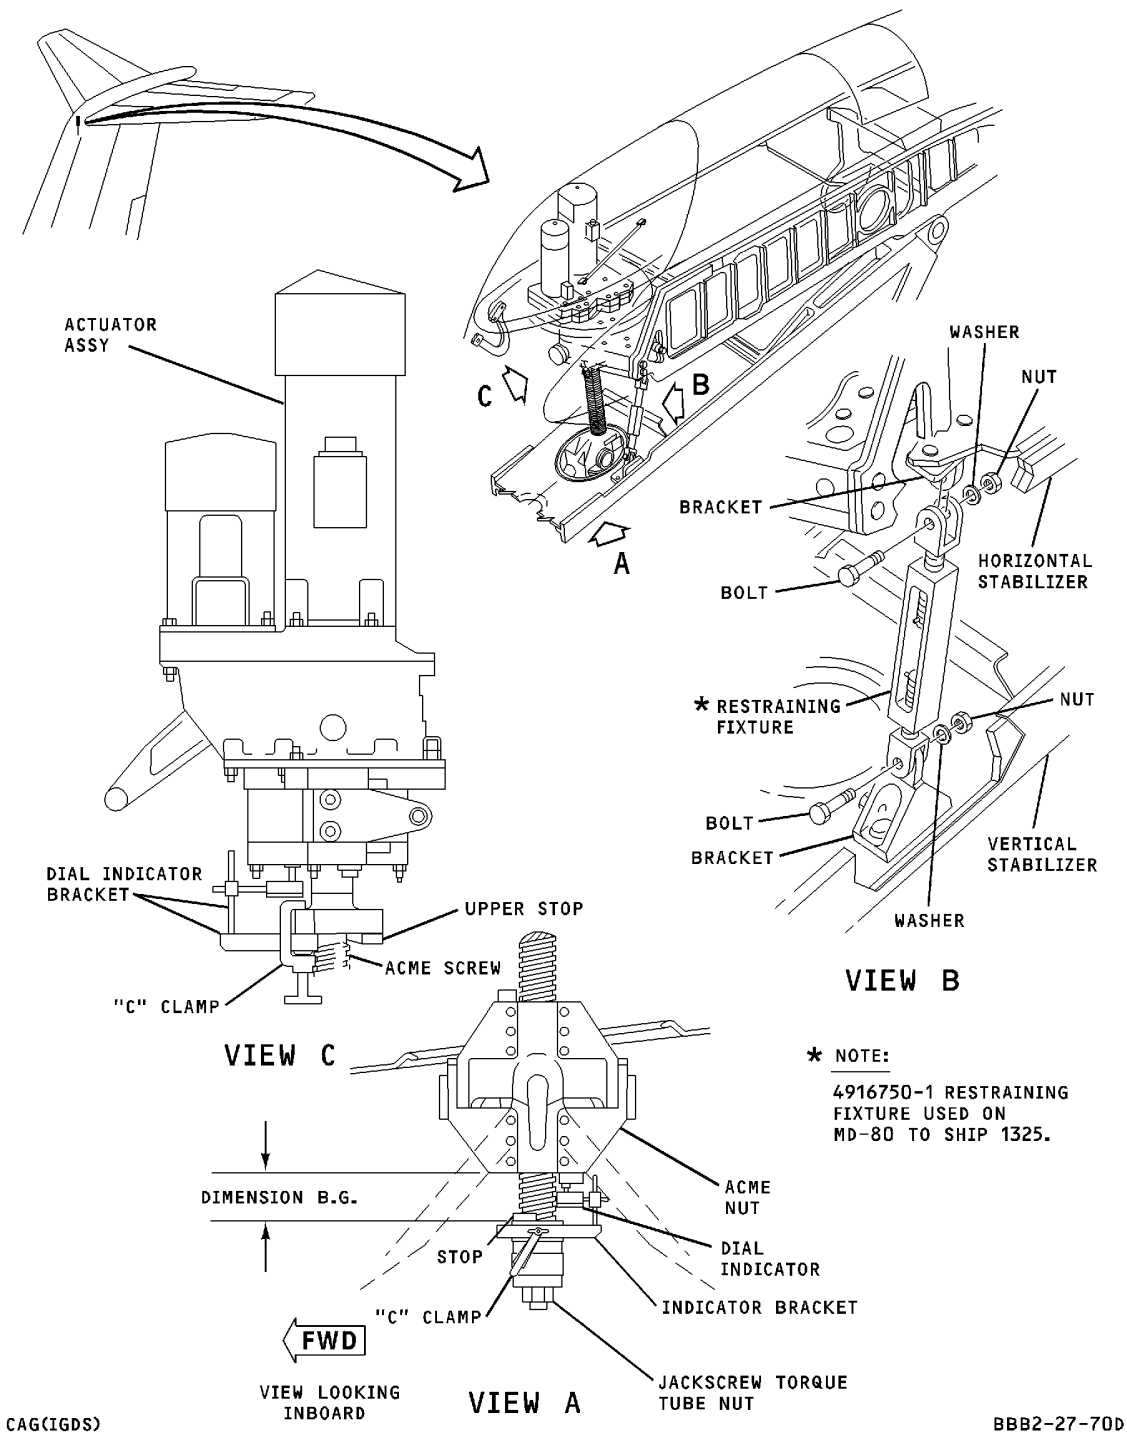 C
B
A
ACTUATOR
ASSY
DIAL INDICATOR
BRACKET
"C" CLAMP
UPPER STOP
ACME SCREW
VIEW C
WASHER
NUT
BRACKET
BOLT
HORIZONTAL
STABILIZER
* RESTRAINING
FIXTURE
NUT
BOLT
BRACKET
VERTICAL
STABILIZER
WASHER
VIEW B
* NOTE:
4916750-1 RESTRAINING
FIXTURE USED ON
MD-80 TO SHIP 1325.
DIMENSION B.G.
ACME
NUT
STOP
DIAL
INDICATOR
"C" CLAMP
INDICATOR BRACKET
FWD
VIEW LOOKING
INBOARD
VIEW A
JACKSCREW TORQUE
TUBE NUT
CAG(IGDS)
BBB2-27-70D